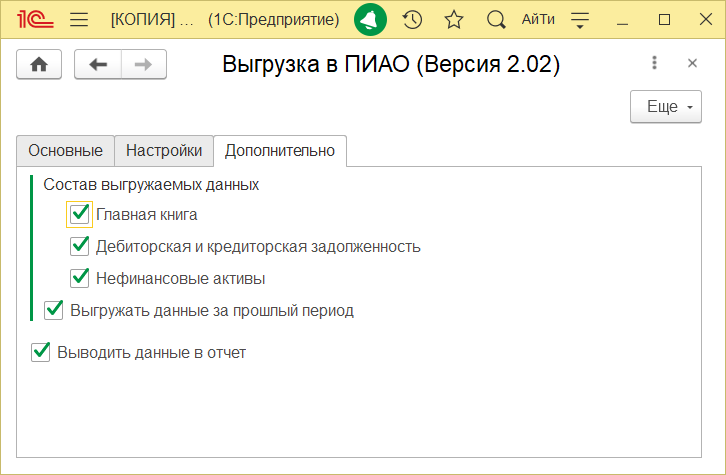 1С [КОПИЯ] ... (1С:Предприятие) АйТи
Выгрузка в ПИАО (Версия 2.02)
Еще
Основные Настройки Дополнительно
Состав выгружаемых данных
Главная книга
Дебиторская и кредиторская задолженность
Нефинансовые активы
Выгружать данные за прошлый период
Выводить данные в отчет